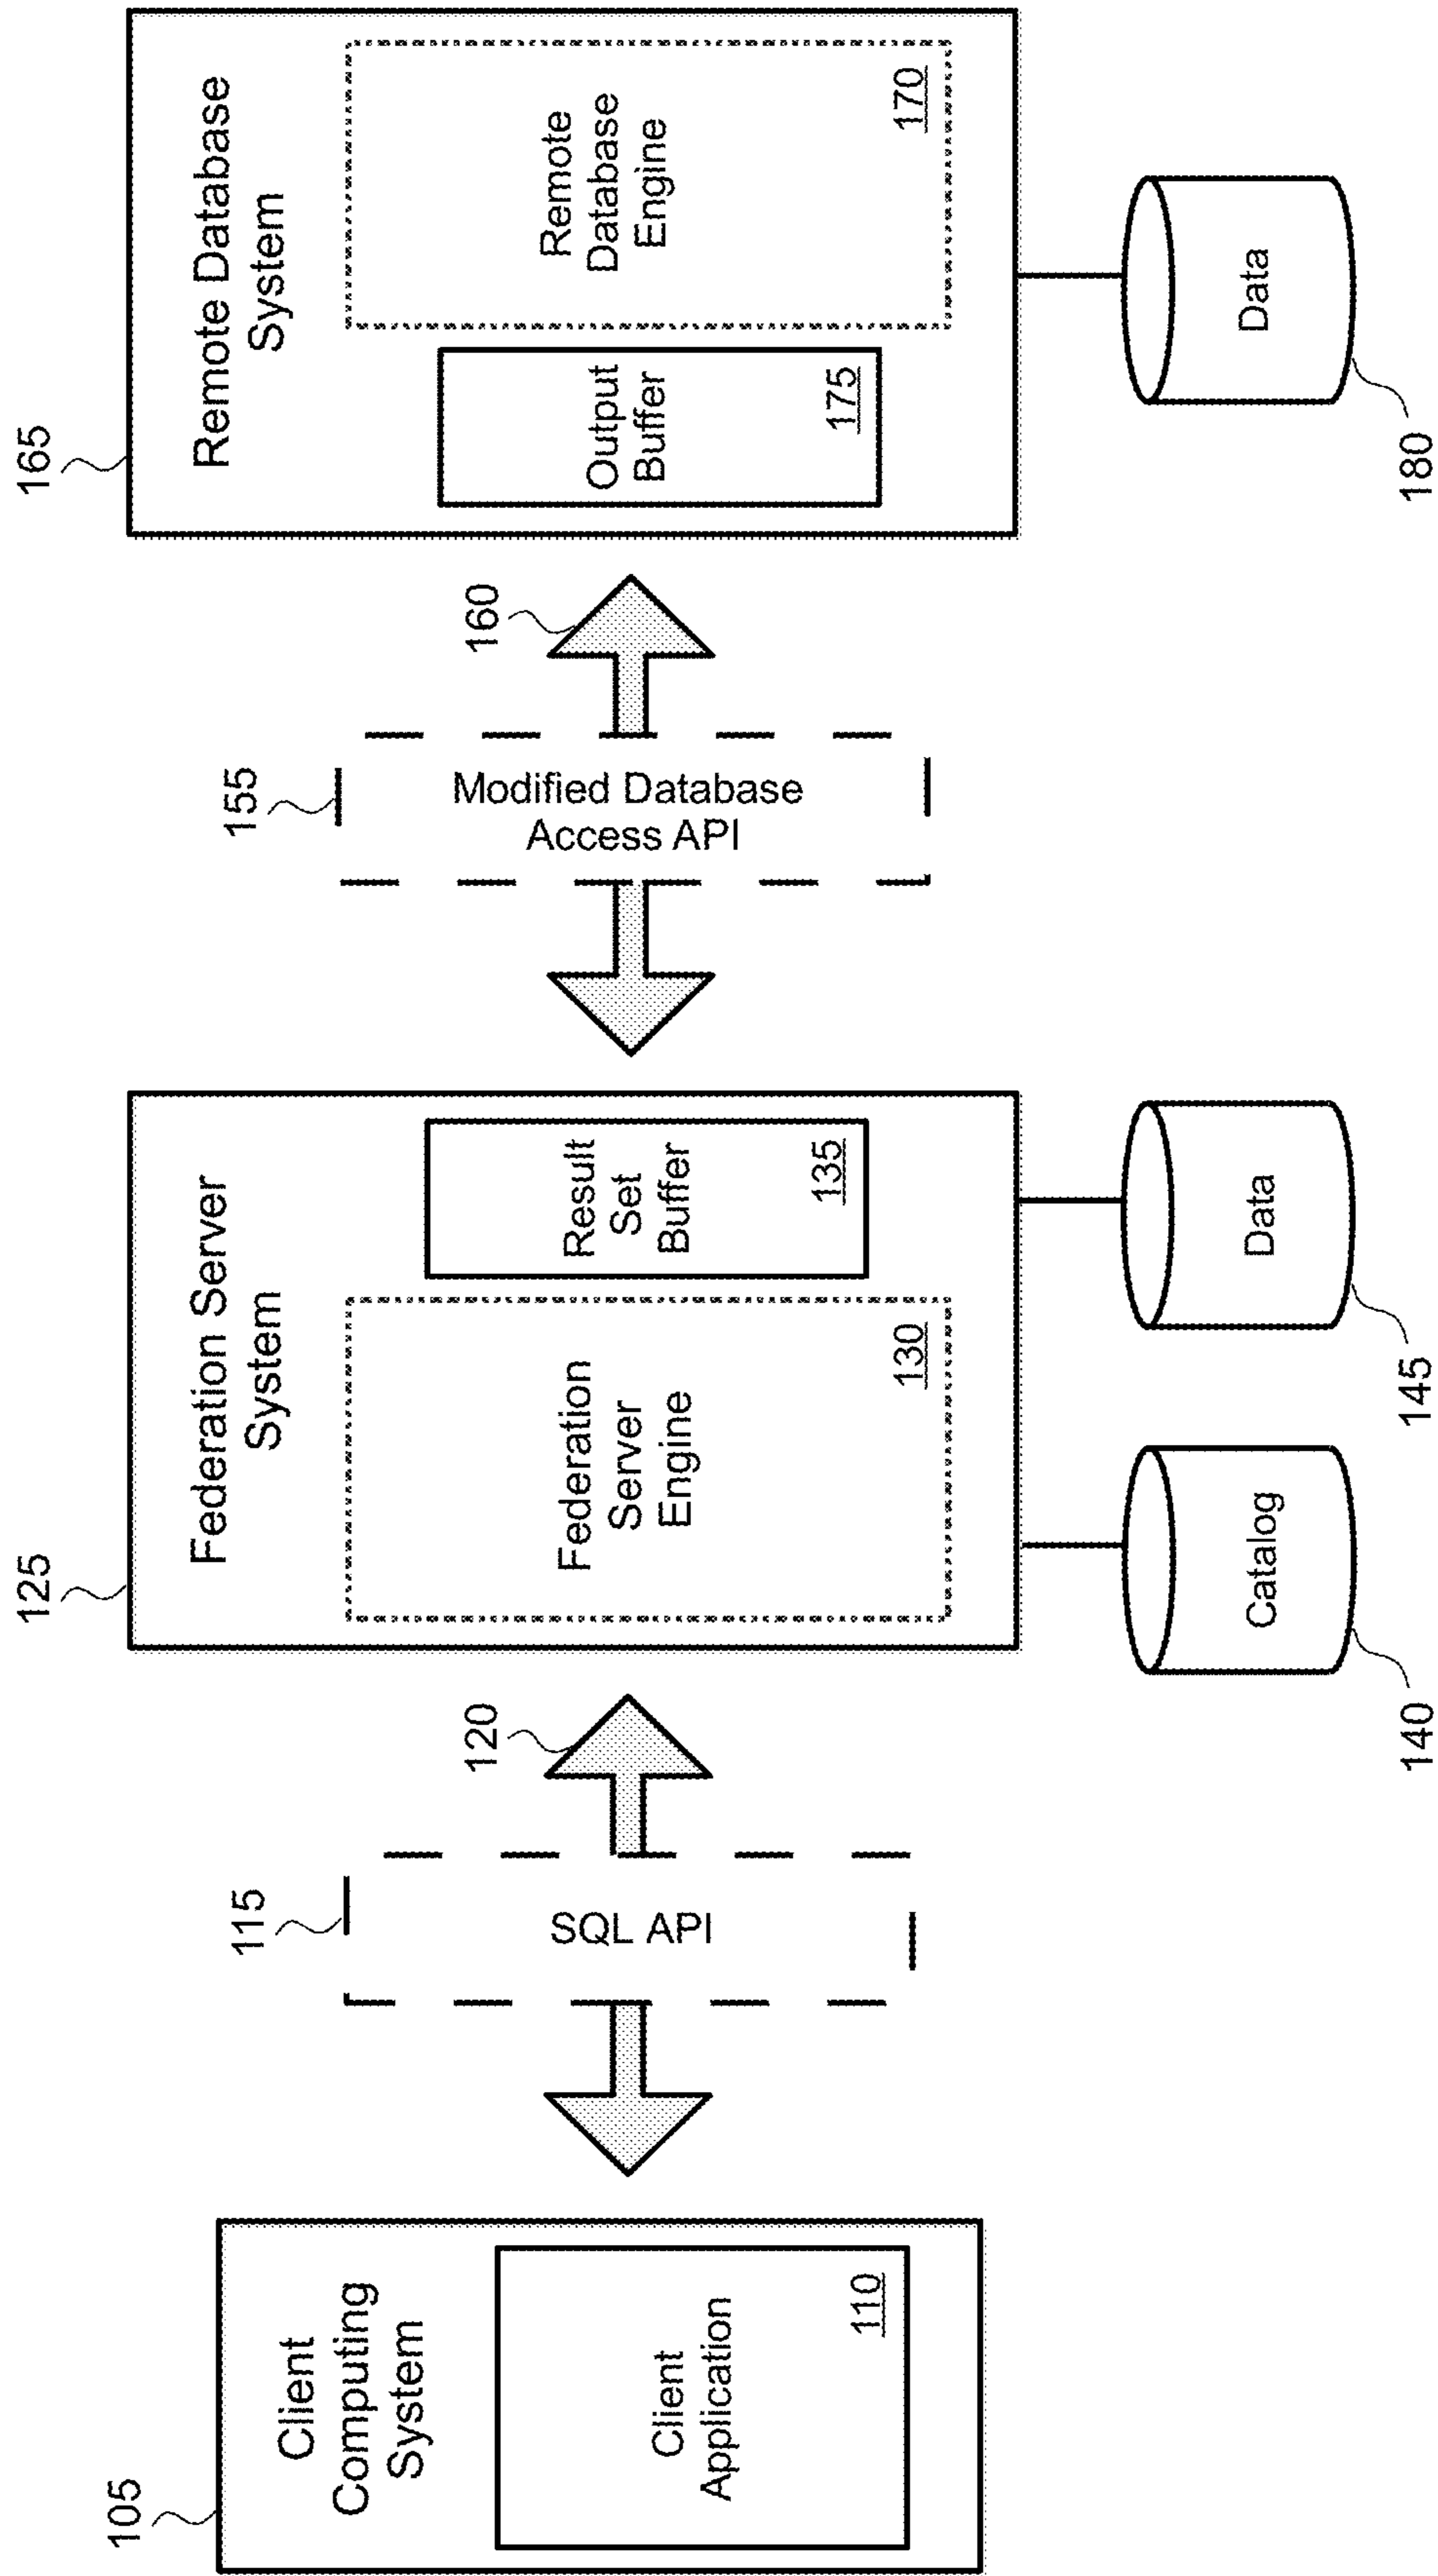 105
Client
Computing
System
Client
Application
110
115
SQL API
120
125
Federation Server
System
Federation
Server
Engine
130
Result
Set
Buffer
135
Catalog
140
Data
145
155
Modified Database
Access API
160
165
Remote Database
System
Output
Buffer
175
Remote
Database
Engine
170
Data
180